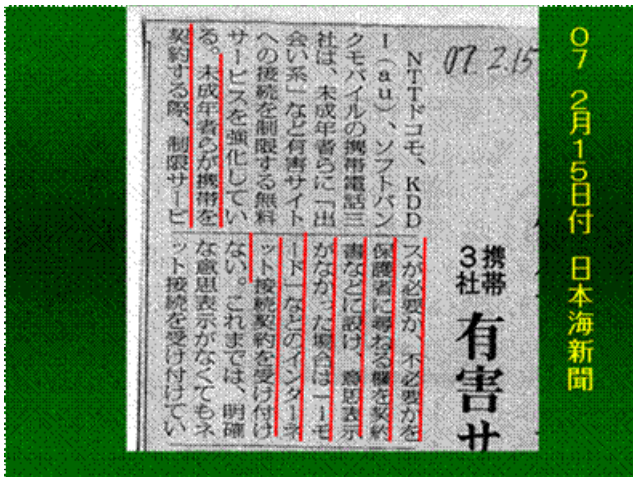 07 2月15日付 日本海新聞
07.2.15
携帯
3社
有害サ
NTTドコモ、KDD
I(au)、ソフトバン
クモバイルの携帯電話三
社は、未成年者らに「出
会い系」など有害サイト
への接続を制限する無料
サービスを強化してい
る。未成年者らが携帯を
契約する際、制限サービ
スが必要か、不必要かを
保護者に尋ねる欄を契約
書などに設け、意思表示
がなかった場合は「iモ
ード」などのインターネ
ット接続契約を受け付け
ない。これまでは、明確
な意思表示がなくてもネ
ット接続を受け付けてい